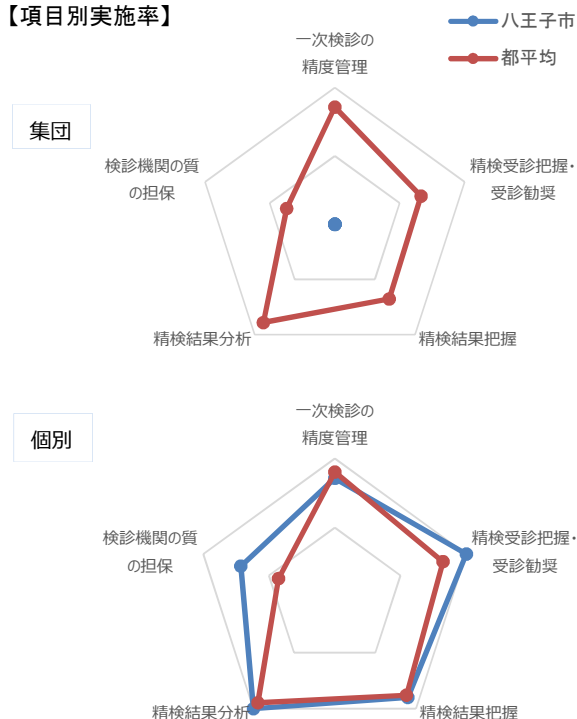 【項目別実施率】
八王子市
都平均
集団
一次検診の
精度管理
精検受診把握・
受診勧奨
精検結果把握
精検結果分析
検診機関の質
の担保
個別
一次検診の
精度管理
精検受診把握・
受診勧奨
精検結果把握
精検結果分析
検診機関の質
の担保